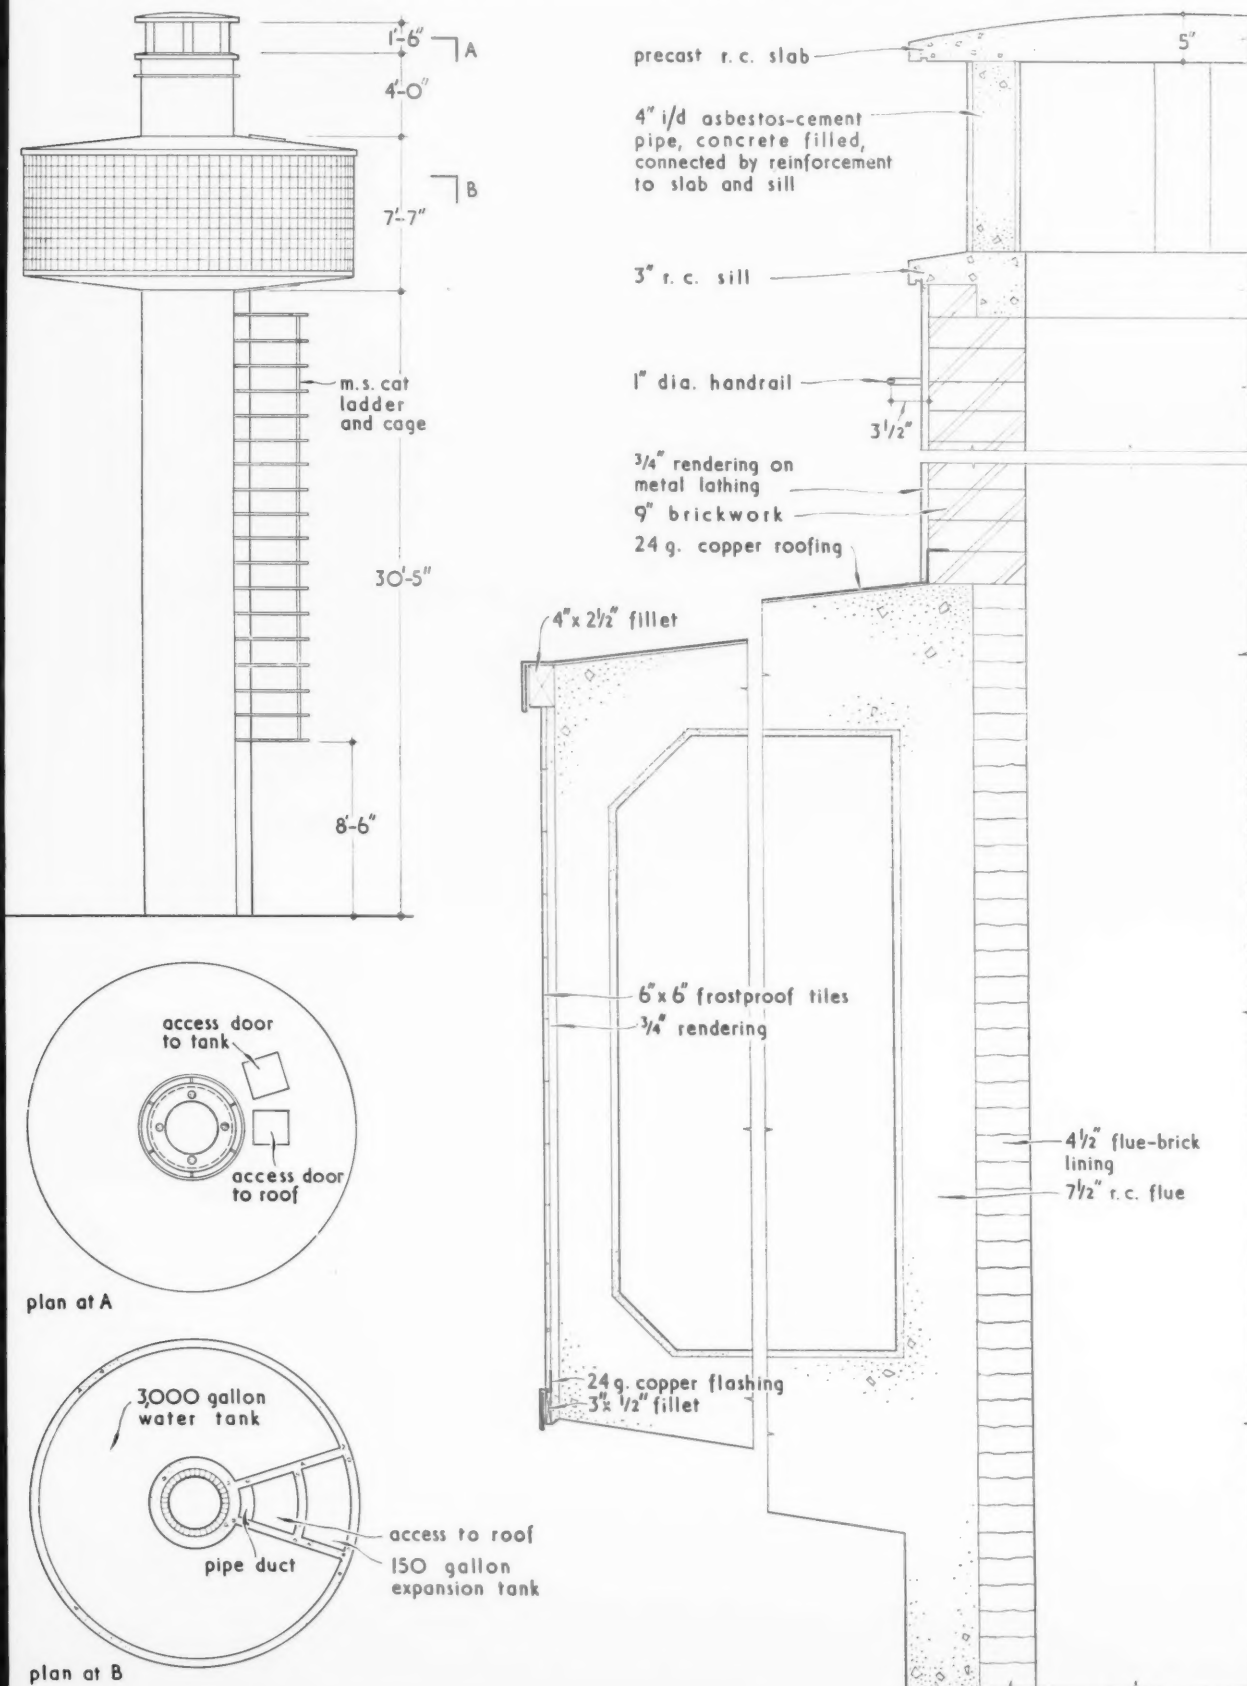 1'-6"
A
4'-0"
B
7'-7"
m.s. cat
ladder
and cage
30'-5"
8'-6"
access door
to tank
access door
to roof
plan at A
3,000 gallon
water tank
access to roof
pipe duct
150 gallon
expansion tank
plan at B
precast r.c. slab
5"
4" i/d asbestos-cement
pipe, concrete filled,
connected by reinforcement
to slab and sill
3" r.c. sill
1" dia. handrail
3 1/2"
3/4" rendering on
metal lathing
9" brickwork
24 g. copper roofing
4" x 2 1/2" fillet
6" x 6" frostproof tiles
3/4" rendering
4 1/2" flue-brick
lining
7 1/2" r.c. flue
24 g. copper flashing
3" x 1/2" fillet